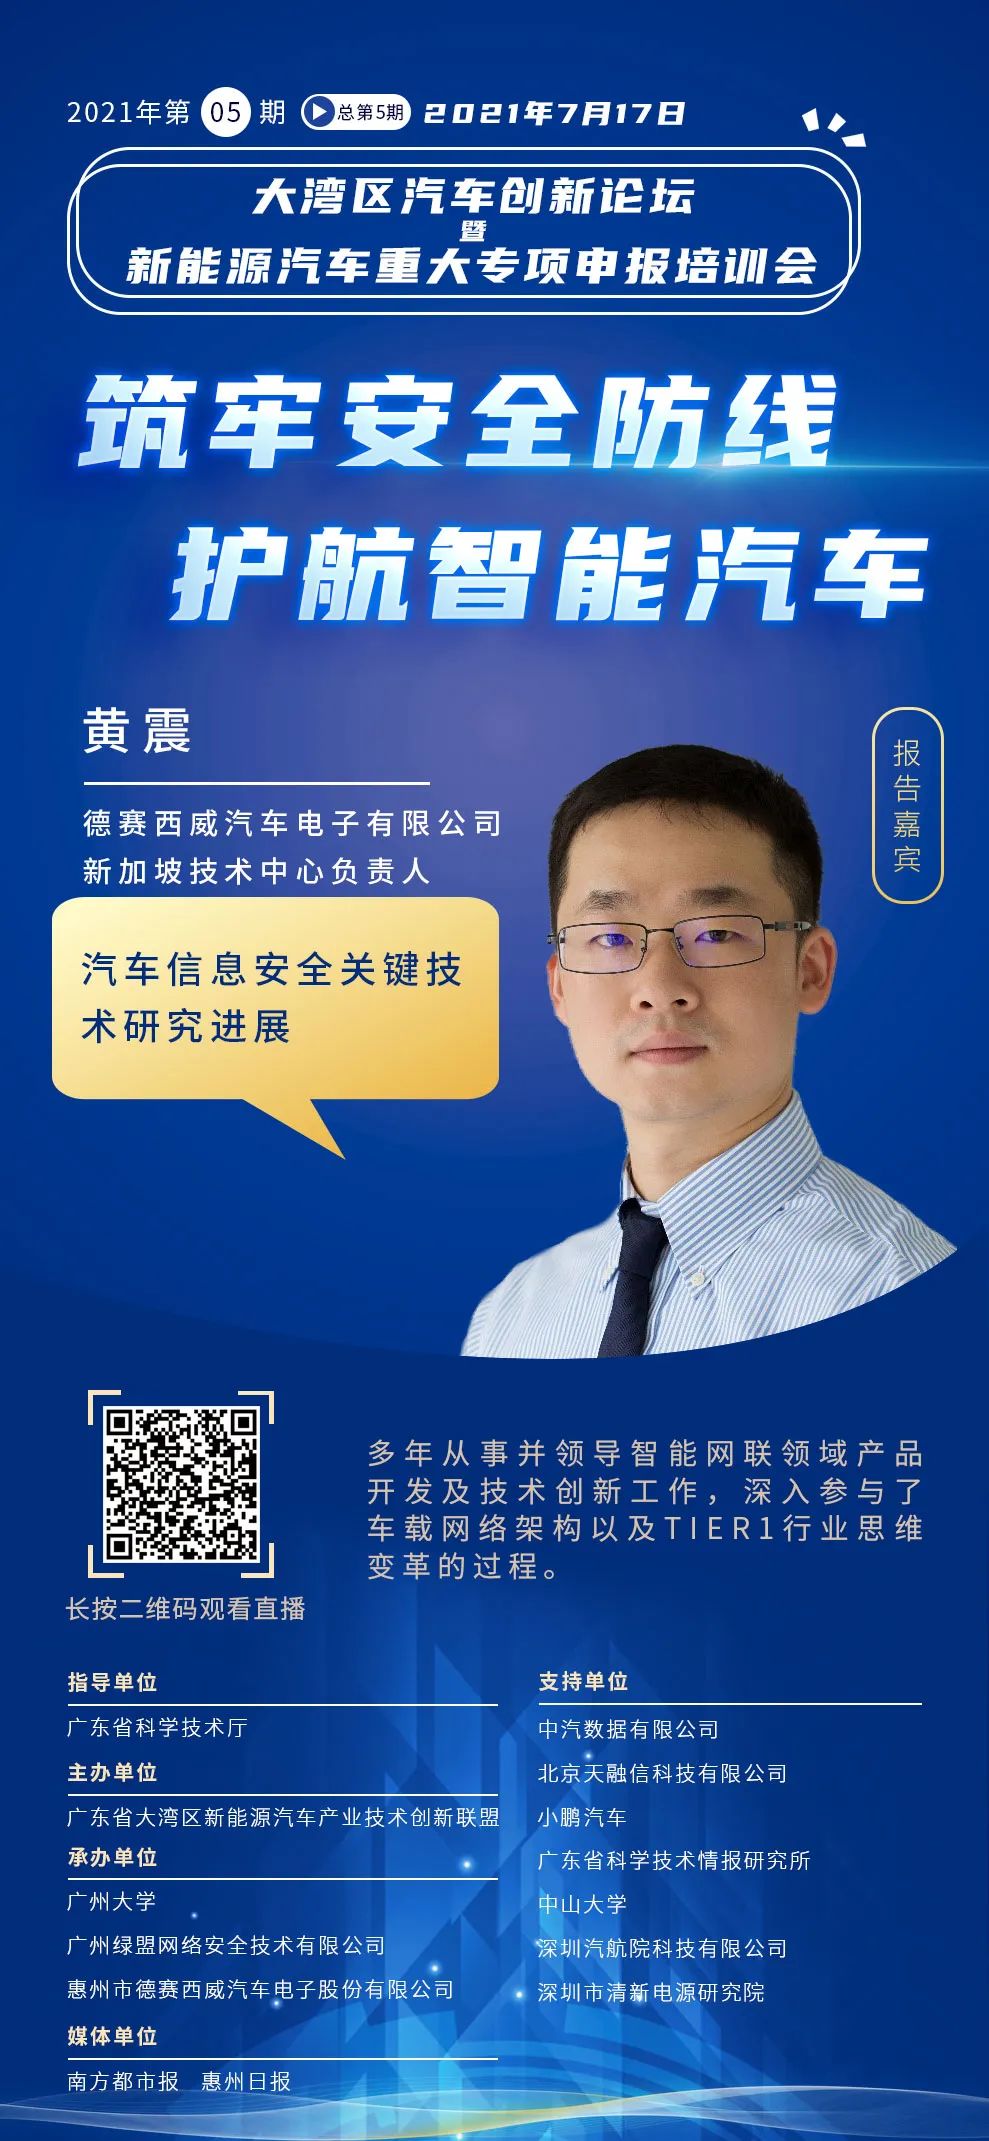 2021年第 05 期 总第5期 2021年7月17日
大湾区汽车创新论坛
暨
新能源汽车重大专项申报培训会
筑牢安全防线
护航智能汽车
黄震
德赛西威汽车电子有限公司
新加坡技术中心负责人
报告嘉宾
汽车信息安全关键技
术研究进展
多年从事并领导智能网联领域产品
开发及技术创新工作，深入参与了
车载网络架构以及TIER1行业思维
变革的过程。
长按二维码观看直播
指导单位
广东省科学技术厅
主办单位
广东省大湾区新能源汽车产业技术创新联盟
承办单位
广州大学
广州绿盟网络安全技术有限公司
惠州市德赛西威汽车电子股份有限公司
媒体单位
南方都市报 惠州日报
支持单位
中汽数据有限公司
北京天融信科技有限公司
小鹏汽车
广东省科学技术情报研究所
中山大学
深圳汽航院科技有限公司
深圳市清新电源研究院